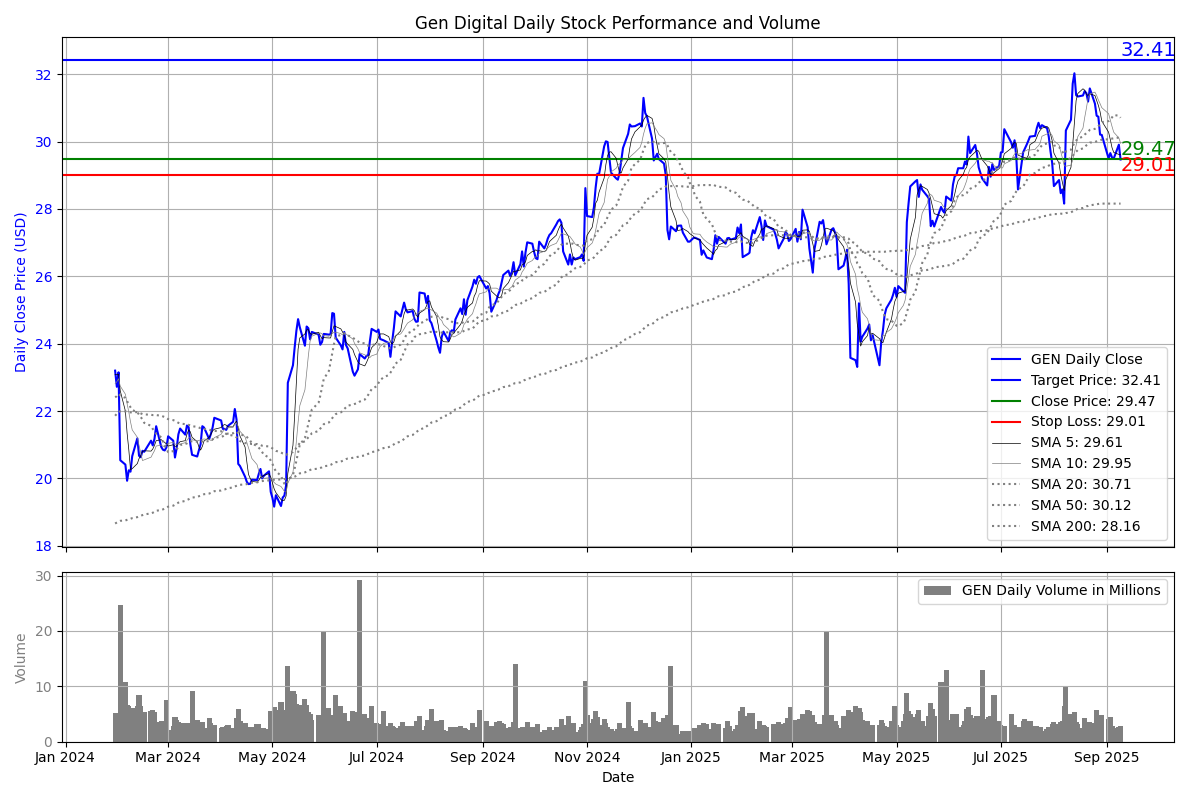 Gen Digital Daily Stock Performance and Volume
Daily Close Price (USD)
32
30
28
26
24
22
20
18
32.41
29.47
29.01
GEN Daily Close
Target Price: 32.41
Close Price: 29.47
Stop Loss: 29.01
SMA 5: 29.61
SMA 10: 29.95
SMA 20: 30.71
SMA 50: 30.12
SMA 200: 28.16
Volume
30
20
10
0
GEN Daily Volume in Millions
Jan 2024
Mar 2024
May 2024
Jul 2024
Sep 2024
Nov 2024
Jan 2025
Mar 2025
May 2025
Jul 2025
Sep 2025
Date